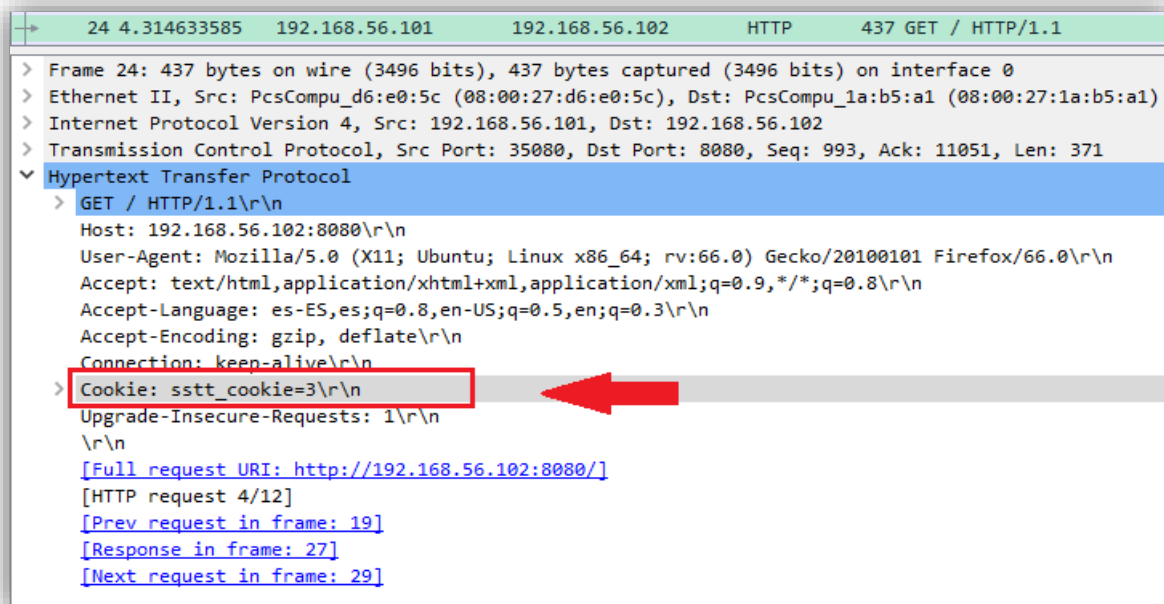 24 4.314633585 192.168.56.101 192.168.56.102 HTTP 437 GET / HTTP/1.1
> Frame 24: 437 bytes on wire (3496 bits), 437 bytes captured (3496 bits) on interface 0
> Ethernet II, Src: PcsCompu_d6:e0:5c (08:00:27:d6:e0:5c), Dst: PcsCompu_1a:b5:a1 (08:00:27:1a:b5:a1)
> Internet Protocol Version 4, Src: 192.168.56.101, Dst: 192.168.56.102
> Transmission Control Protocol, Src Port: 35080, Dst Port: 8080, Seq: 993, Ack: 11051, Len: 371
Hypertext Transfer Protocol
> GET / HTTP/1.1\r\n
Host: 192.168.56.102:8080\r\n
User-Agent: Mozilla/5.0 (X11; Ubuntu; Linux x86_64; rv:66.0) Gecko/20100101 Firefox/66.0\r\n
Accept: text/html,application/xhtml+xml,application/xml;q=0.9,*/*;q=0.8\r\n
Accept-Language: es-ES,es;q=0.8,en-US;q=0.5,en;q=0.3\r\n
Accept-Encoding: gzip, deflate\r\n
Connection: keep-alive\r\n
> Cookie: sstt_cookie=3\r\n
Upgrade-Insecure-Requests: 1\r\n
\r\n
[Full request URI: http://192.168.56.102:8080/]
[HTTP request 4/12]
[Prev request in frame: 19]
[Response in frame: 27]
[Next request in frame: 29]